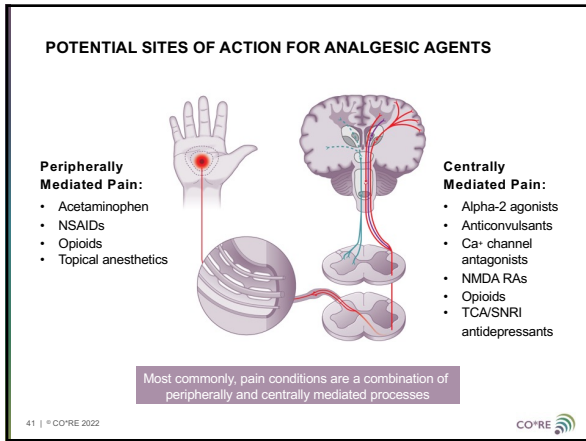 POTENTIAL SITES OF ACTION FOR ANALGESIC AGENTS
Peripherally
Mediated Pain:
• Acetaminophen
• NSAIDs
• Opioids
• Topical anesthetics
Centrally
Mediated Pain:
• Alpha-2 agonists
• Anticonvulsants
• Ca⁺ channel
antagonists
• NMDA RAs
• Opioids
• TCA/SNRI
antidepressants
Most commonly, pain conditions are a combination of
peripherally and centrally mediated processes
41 | © CO*RE 2022
CO*RE